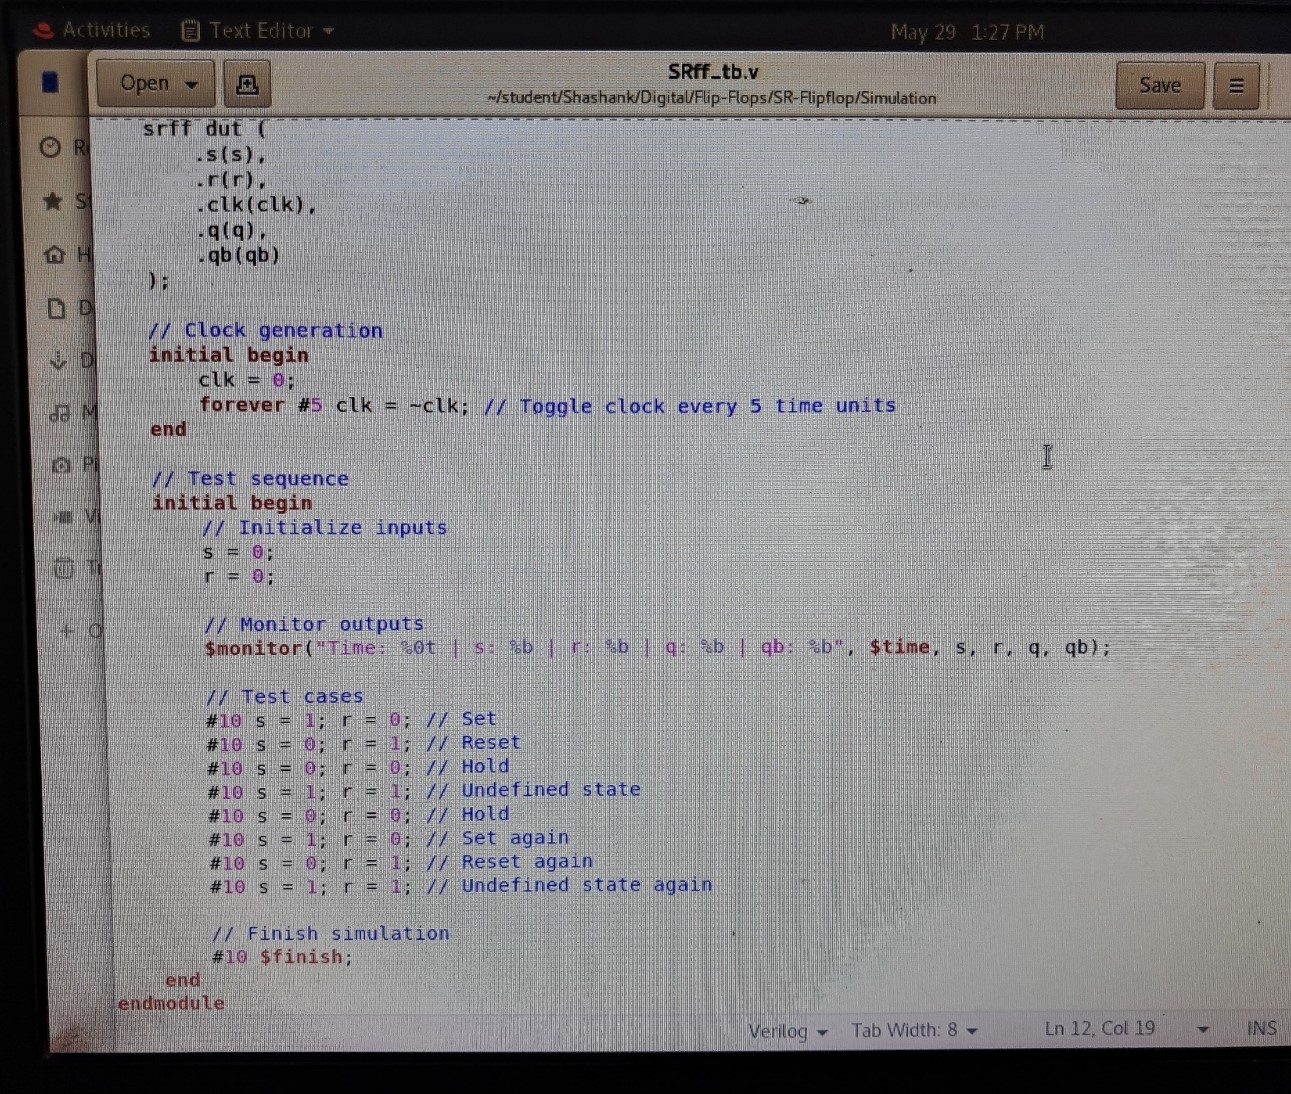 Activities Text Editor May 29 1:27 PM
Open SRff_tb.v Save
~/student/Shashank/Digital/Flip-Flops/SR-Flipflop/Simulation
srff dut (
.s(s),
.r(r),
.clk(clk),
.q(q),
.qb(qb)
);
// Clock generation
initial begin
clk = 0;
forever #5 clk = ~clk; // Toggle clock every 5 time units
end
// Test sequence
initial begin
// Initialize inputs
s = 0;
r = 0;
// Monitor outputs
$monitor("Time: %0t | s: %b | r: %b | q: %b | qb: %b", $time, s, r, q, qb);
// Test cases
#10 s = 1; r = 0; // Set
#10 s = 0; r = 1; // Reset
#10 s = 0; r = 0; // Hold
#10 s = 1; r = 1; // Undefined state
#10 s = 0; r = 0; // Hold
#10 s = 1; r = 0; // Set again
#10 s = 0; r = 1; // Reset again
#10 s = 1; r = 1; // Undefined state again
// Finish simulation
#10 $finish;
end
endmodule
Verilog Tab Width: 8 Ln 12, Col 19 INS